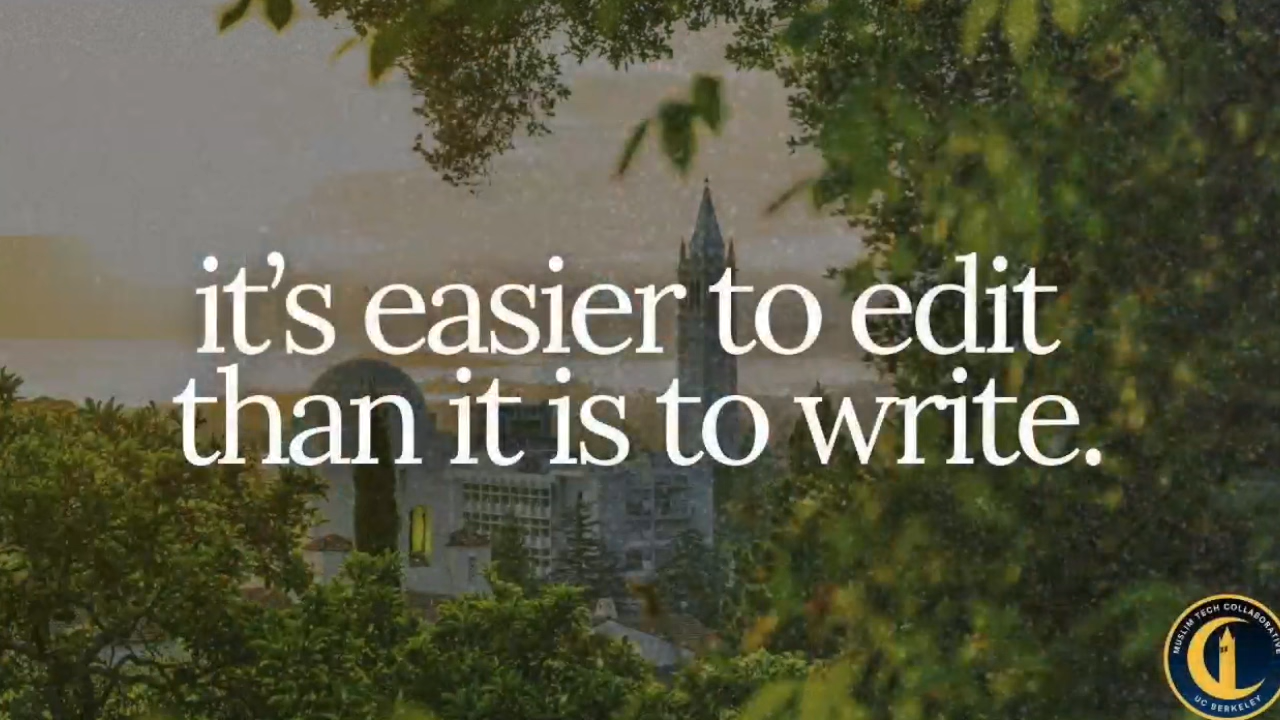 it’s easier to edit
than it is to write.
MUSLIM TECH COLLABORATIVE
UC BERKELEY